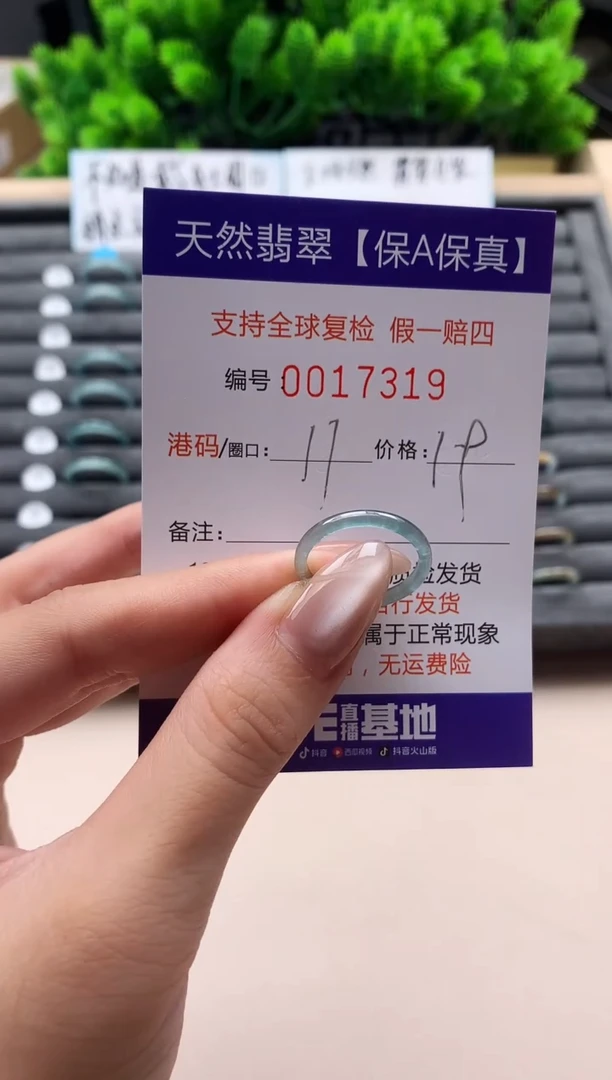 天然翡翠【保A保真】
支持全球复检 假一赔四
编号:0017319
港码/圈口: 17 价格:
备注:
质检发货
行发货
属于正常现象
，无运费险
直播基地
抖音 西瓜视频 抖音火山版